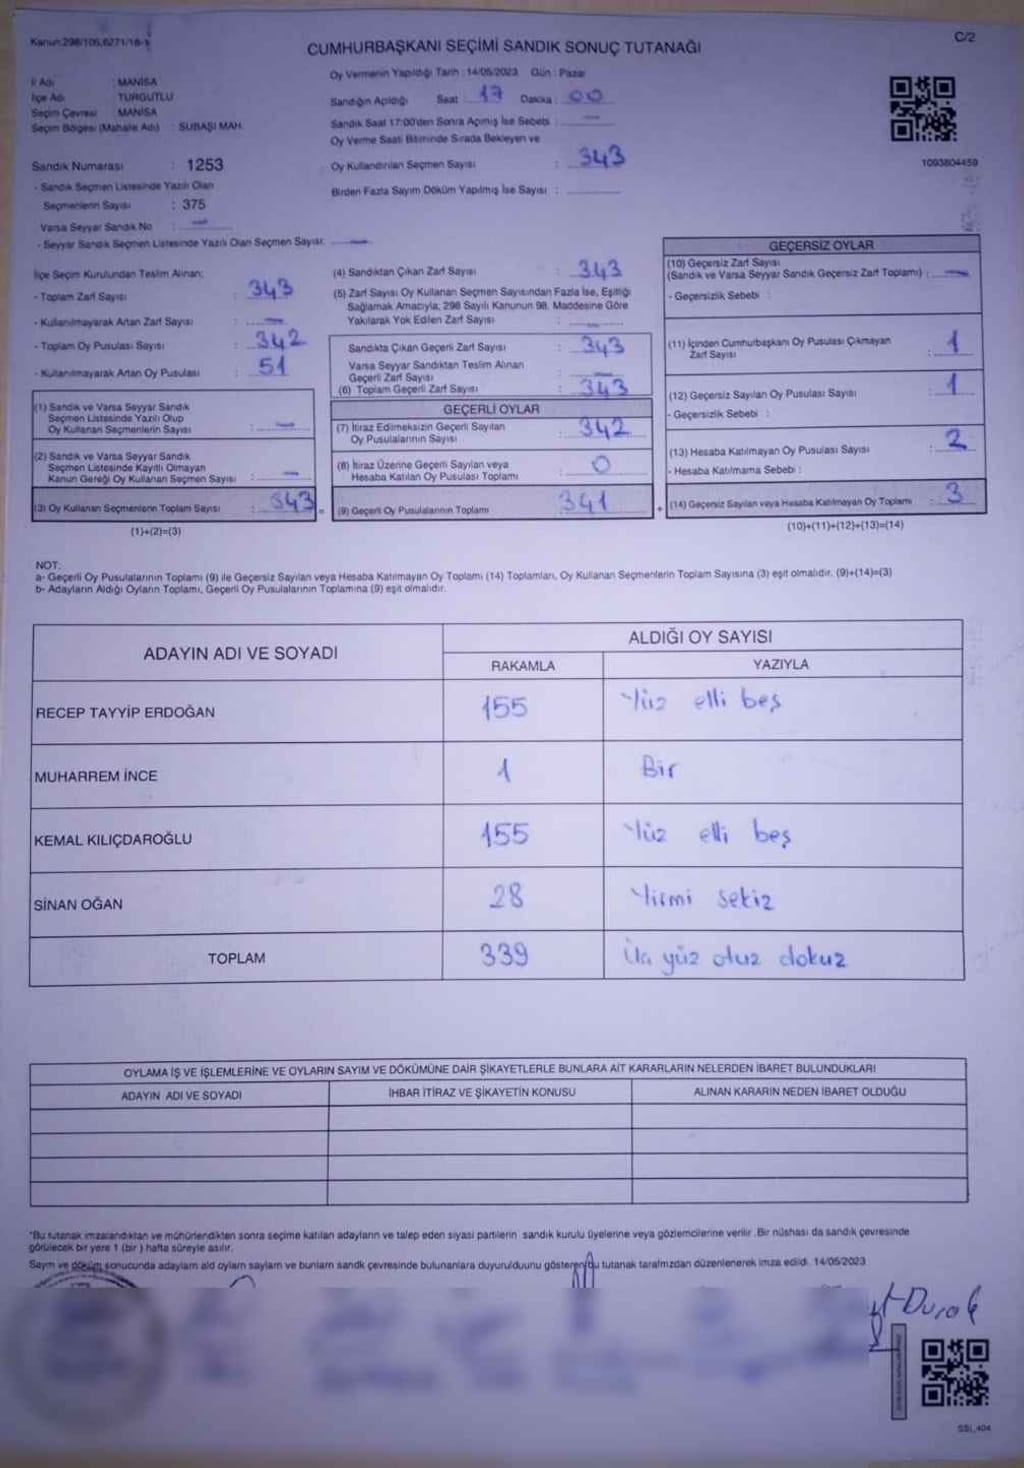 Kanun:298/105,6271/18-1
C/2
CUMHURBAŞKANI SEÇİMİ SANDIK SONUÇ TUTANAĞI
İl Adı MANİSA
İlçe Adı TURGUTLU
Seçim Çevresi MANİSA
Seçim Bölgesi (Mahalle Adı) : SUBAŞI MAH.
Sandık Numarası : 1253
- Sandık Seçmen Listesinde Yazılı Olan
Seçmenlerin Sayısı : 375
Varsa Seyyar Sandık No : —
- Seyyar Sandık Seçmen Listesinde Yazılı Olan Seçmen Sayısı: —
Oy Vermenin Yapıldığı Tarih : 14/05/2023 Gün : Pazar
Sandığın Açıldığı Saat : 17 Dakika : 00
Sandık Saat 17:00'den Sonra Açılmış İse Sebebi : —
Oy Verme Saati Bitiminde Sırada Bekleyen ve
Oy Kullandırılan Seçmen Sayısı : 343
Birden Fazla Sayım Döküm Yapılmış İse Sayısı :
1093804459
İlçe Seçim Kurulundan Teslim Alınan:
- Toplam Zarf Sayısı : 343
- Kullanılmayarak Artan Zarf Sayısı : —
- Toplam Oy Pusulası Sayısı : 342
- Kullanılmayarak Artan Oy Pusulası : 51
(1) Sandık ve Varsa Seyyar Sandık
Seçmen Listesinde Yazılı Olup
Oy Kullanan Seçmenlerin Sayısı : —
(2) Sandık ve Varsa Seyyar Sandık
Seçmen Listesinde Kayıtlı Olmayan
Kanun Gereği Oy Kullanan Seçmen Sayısı : —
(3) Oy Kullanan Seçmenlerin Toplam Sayısı : 343 =
(1)+(2)=(3)
(4) Sandıktan Çıkan Zarf Sayısı : 343
(5) Zarf Sayısı Oy Kullanan Seçmen Sayısından Fazla İse, Eşitliği
Sağlamak Amacıyla, 298 Sayılı Kanunun 98. Maddesine Göre
Yakılarak Yok Edilen Zarf Sayısı : —
Sandıkta Çıkan Geçerli Zarf Sayısı : 343
Varsa Seyyar Sandıktan Teslim Alınan
Geçerli Zarf Sayısı : —
(6) Toplam Geçerli Zarf Sayısı : 343
GEÇERLİ OYLAR
(7) İtiraz Edilmeksizin Geçerli Sayılan
Oy Pusulalarının Sayısı : 342
(8) İtiraz Üzerine Geçerli Sayılan veya
Hesaba Katılan Oy Pusulası Toplamı : 0
(9) Geçerli Oy Pusulalarının Toplamı : 341 +
GEÇERSİZ OYLAR
(10) Geçersiz Zarf Sayısı
(Sandık ve Varsa Seyyar Sandık Geçersiz Zarf Toplamı) : —
- Geçersizlik Sebebi :
(11) İçinden Cumhurbaşkanı Oy Pusulası Çıkmayan
Zarf Sayısı : 1
(12) Geçersiz Sayılan Oy Pusulası Sayısı : 1
- Geçersizlik Sebebi :
(13) Hesaba Katılmayan Oy Pusulası Sayısı : 2
- Hesaba Katılmama Sebebi :
(14) Geçersiz Sayılan veya Hesaba Katılmayan Oy Toplamı : 3
(10)+(11)+(12)+(13)=(14)
NOT:
a- Geçerli Oy Pusulalarının Toplamı (9) ile Geçersiz Sayılan veya Hesaba Katılmayan Oy Toplamı (14) Toplamları, Oy Kullanan Seçmenlerin Toplam Sayısına (3) eşit olmalıdır. (9)+(14)=(3)
b- Adayların Aldığı Oyların Toplamı, Geçerli Oy Pusulalarının Toplamına (9) eşit olmalıdır.
ADAYIN ADI VE SOYADI
ALDIĞI OY SAYISI
RAKAMLA YAZIYLA
RECEP TAYYİP ERDOĞAN 155 Yüz elli beş
MUHARREM İNCE 1 Bir
KEMAL KILIÇDAROĞLU 155 Yüz elli beş
SİNAN OĞAN 28 Yirmi sekiz
TOPLAM 339 Üç yüz otuz dokuz
OYLAMA İŞ VE İŞLEMLERİNE VE OYLARIN SAYIM VE DÖKÜMÜNE DAİR ŞİKAYETLERLE BUNLARA AİT KARARLARIN NELERDEN İBARET BULUNDUKLARI
ADAYIN ADI VE SOYADI İHBAR İTİRAZ VE ŞİKAYETİN KONUSU ALINAN KARARIN NEDEN İBARET OLDUĞU
*Bu tutanak imzalandıktan ve mühürlendikten sonra seçime katılan adayların ve talep eden siyasi partilerin sandık kurulu üyelerine veya gözlemcilerine verilir. Bir nüshası da sandık çevresinde
görülecek bir yere 1 (bir) hafta süreyle asılır.
Sayım ve döküm sonucunda adayların ald oyların sayıları ve bunların sandk çevresinde bulunanlara duyurulduunu gösteren bu tutanak tarafmzdan düzenlenerek imza edildi. 14/05/2023
Durak
SSI_404